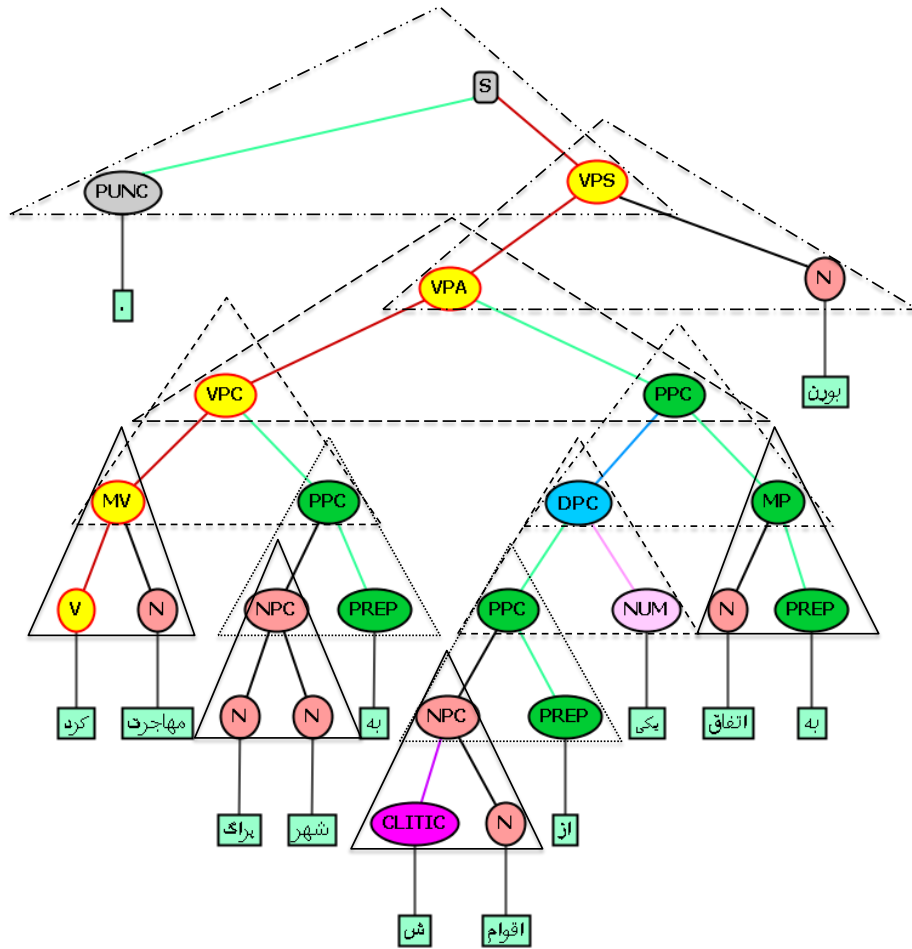 S
PUNC VPS
VPA N
.
VPC PPC بورن
MV PPC DPC MP
V N NPC PREP PPC NUM N PREP
N N NPC PREP
کرد مهاجرت به یکی اتفاق به
CLITIC N
پراگ شهر از
ش اقوام